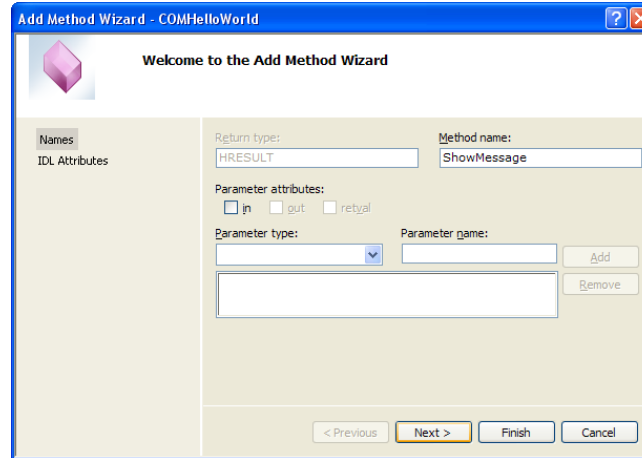 Add Method Wizard - COMHelloWorld
Welcome to the Add Method Wizard
Names
IDL Attributes
Return type:
Method name:
HRESULT
ShowMessage
Parameter attributes:
in out retval
Parameter type:
Parameter name:
Add
Remove
< Previous Next > Finish Cancel